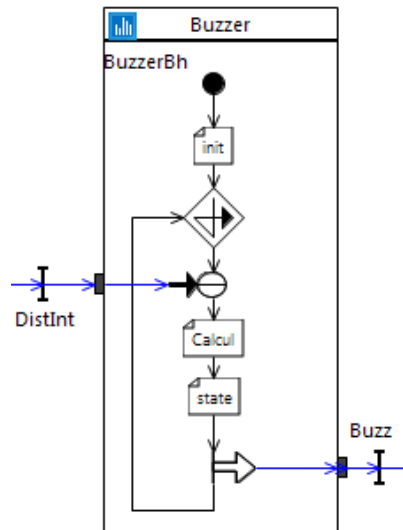 Buzzer
BuzzerBh
init
DistInt
Calcul
state
Buzz